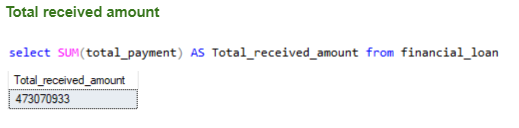 Total received amount
select SUM(total_payment) AS Total_received_amount from financial_loan
Total_received_amount
473070933